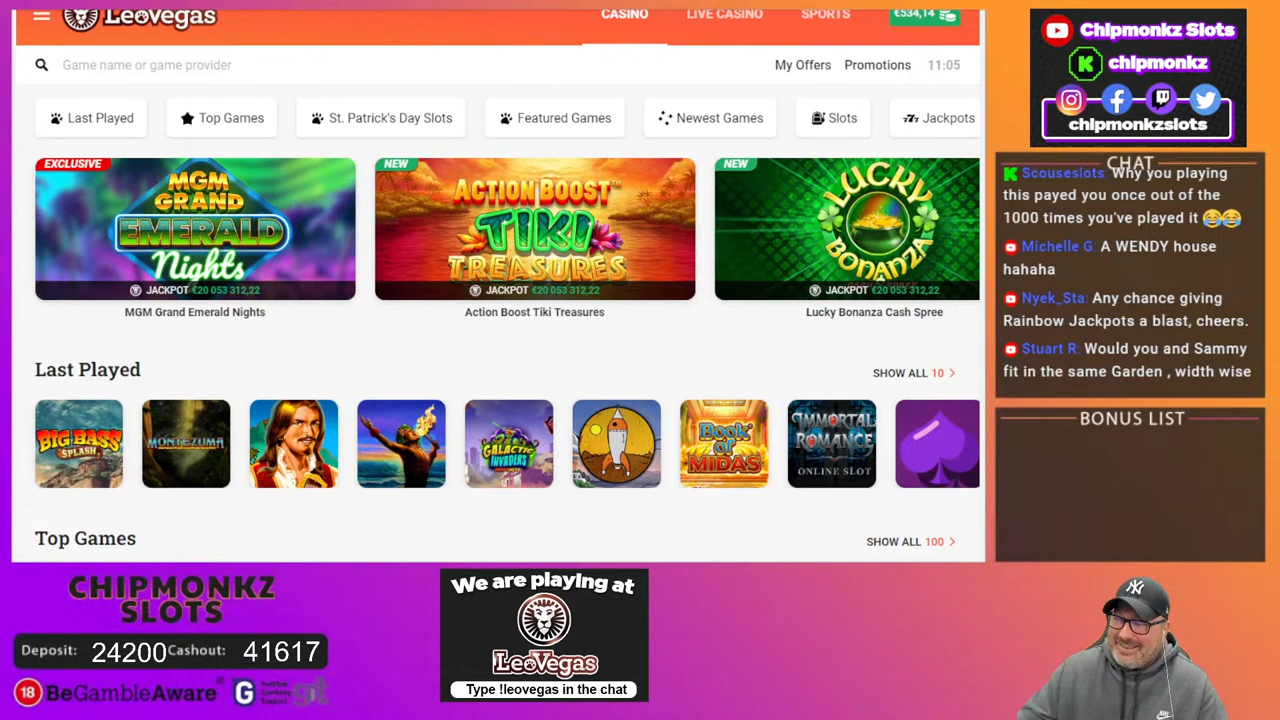 LeoVegas
CASINO LIVE CASINO SPORTS €534,14
Game name or game provider My Offers Promotions 11:05
Last Played Top Games St. Patrick's Day Slots Featured Games Newest Games Slots Jackpots
EXCLUSIVE
MGM
GRAND
EMERALD
Nights
JACKPOT €20 053 312,22
MGM Grand Emerald Nights
NEW
ACTION BOOST™
TIKI
TREASURES
JACKPOT €20 053 312,22
Action Boost Tiki Treasures
NEW
LUCKY
BONANZA
JACKPOT €20 053 312,22
Lucky Bonanza Cash Spree
Last Played SHOW ALL 10
BIG BASS
SPLASH
MONTEZUMA
GALACTIC
INVADERS
Book
of
MIDAS
IMMORTAL
ROMANCE
ONLINE SLOT
Top Games SHOW ALL 100
Chipmonkz Slots
chipmonkz
chipmonkzslots
CHAT
Scouseslots: Why you playing
this payed you once out of the
1000 times you've played it 😂😂
Michelle G: A WENDY house
hahaha
Nyek_Sta: Any chance giving
Rainbow Jackpots a blast, cheers.
Stuart R: Would you and Sammy
fit in the same Garden , width wise
BONUS LIST
CHIPMONKZ
SLOTS
Deposit: 24200 Cashout: 41617
18 BeGambleAware G
We are playing at
LeoVegas
Type !leovegas in the chat